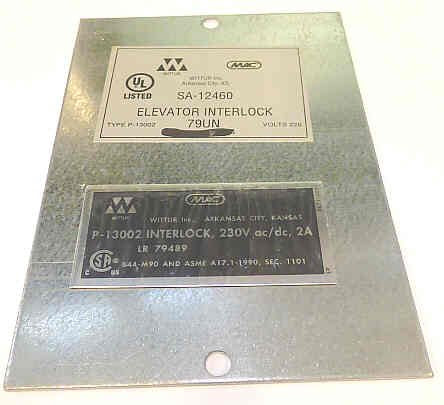 WITTUR MAC
WITTUR Inc.
Arkansas City, KS.
UL
LISTED
SA-12460
ELEVATOR INTERLOCK
TYPE P-13002 79UN VOLTS 220
WITTUR MAC
WITTUR Inc., ARKANSAS CITY, KANSAS
P-13002 INTERLOCK, 230V ac/dc, 2A
LR 79489
C US
B44-M90 AND ASME A17.1-1990, SEC. 1101